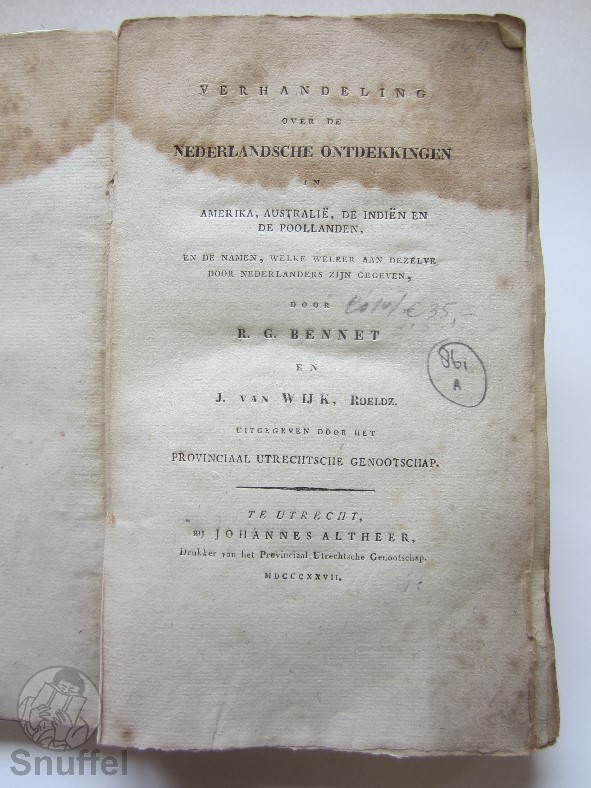 VERHANDELING
OVER DE
NEDERLANDSCHE ONTDEKKINGEN
IN
AMERIKA, AUSTRALIË, DE INDIËN EN
DE POOLLANDEN,
EN DE NAMEN, WELKE WELEER AAN DEZELVE
DOOR NEDERLANDERS ZIJN GEGEVEN,
DOOR
€ 35,-
R. G. BENNET
EN
86i
A
J. VAN WIJK, ROELDZ.
UITGEGEVEN DOOR HET
PROVINCIAAL UTRECHTSCHE GENOOTSCHAP.
TE UTRECHT,
BIJ JOHANNES ALTHEER,
Drukker van het Provinciaal Utrechtsche Genootschap.
MDCCCXXVII.
Snuffel